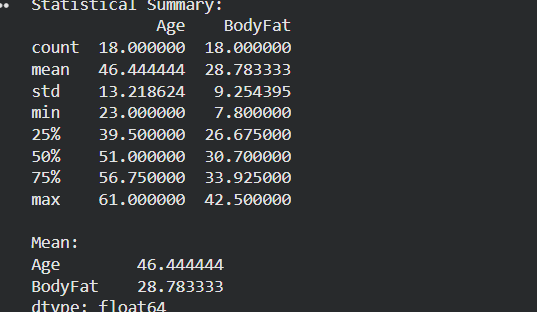 Statistical Summary:
Age BodyFat
count 18.000000 18.000000
mean 46.444444 28.783333
std 13.218624 9.254395
min 23.000000 7.800000
25% 39.500000 26.675000
50% 51.000000 30.700000
75% 56.750000 33.925000
max 61.000000 42.500000
Mean:
Age 46.444444
BodyFat 28.783333
dtype: float64